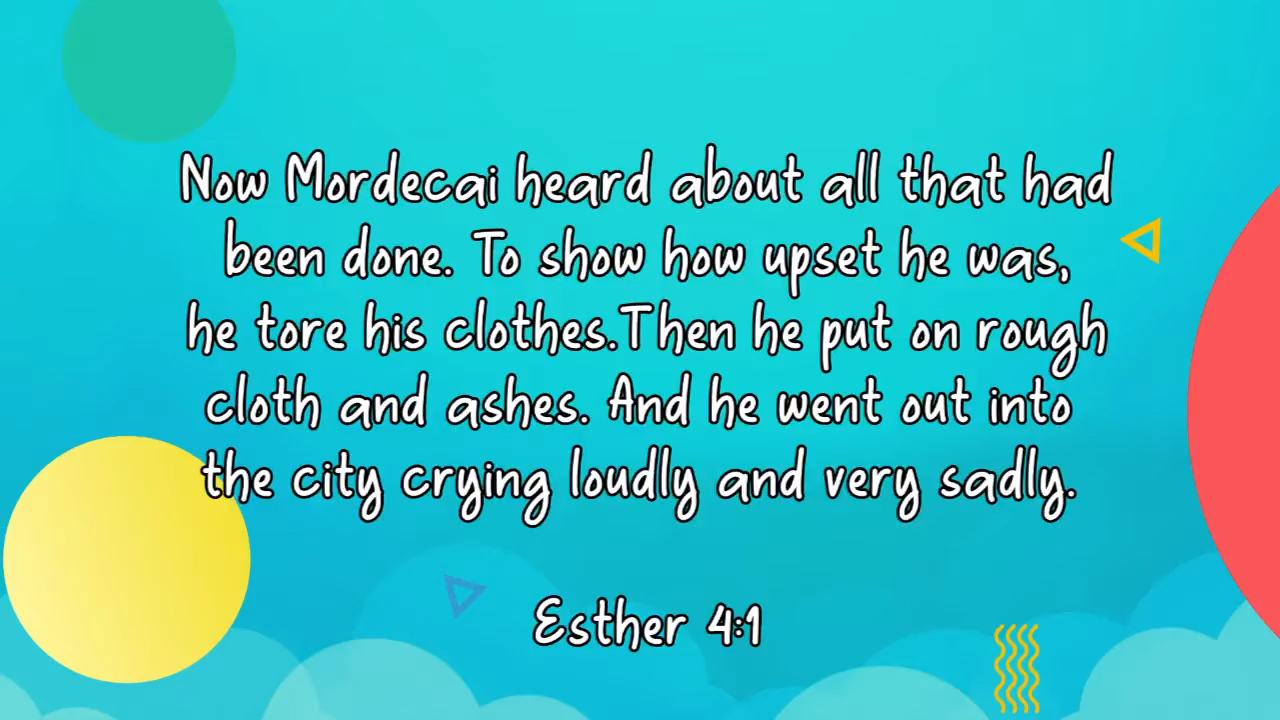 Now Mordecai heard about all that had
been done. To show how upset he was,
he tore his clothes.Then he put on rough
cloth and ashes. And he went out into
the city crying loudly and very sadly.
Esther 4:1